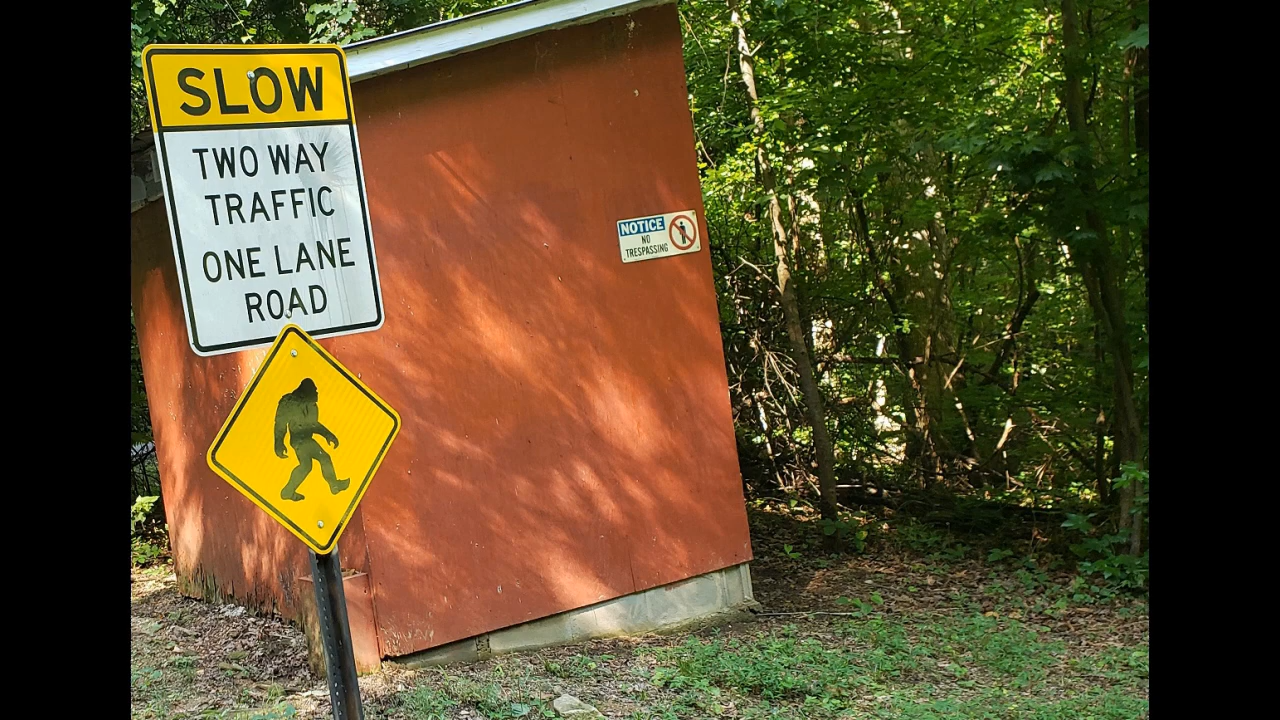 SLOW
TWO WAY
TRAFFIC
ONE LANE
ROAD
NOTICE
NO
TRESPASSING